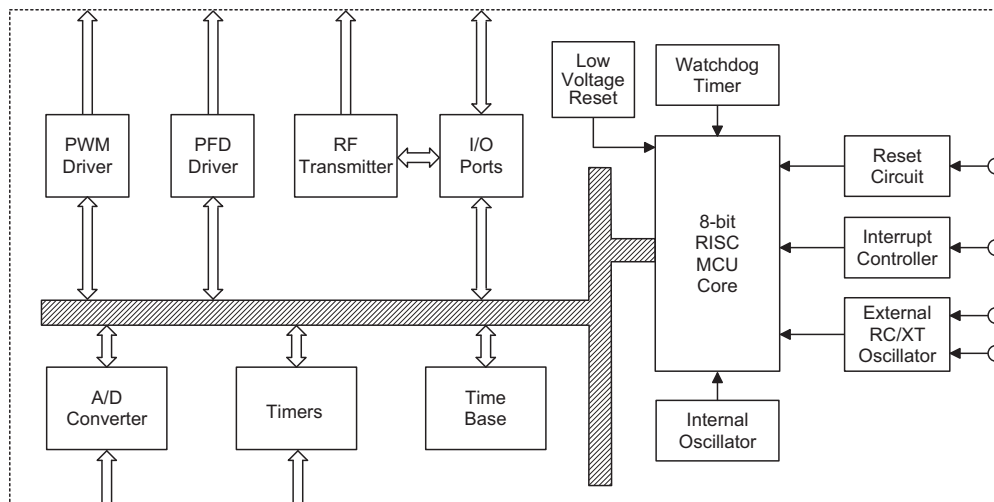 Low
Voltage
Reset
Watchdog
Timer
PWM
Driver
PFD
Driver
RF
Transmitter
I/O
Ports
8-bit
RISC
MCU
Core
Reset
Circuit
Interrupt
Controller
External
RC/XT
Oscillator
A/D
Converter
Timers
Time
Base
Internal
Oscillator